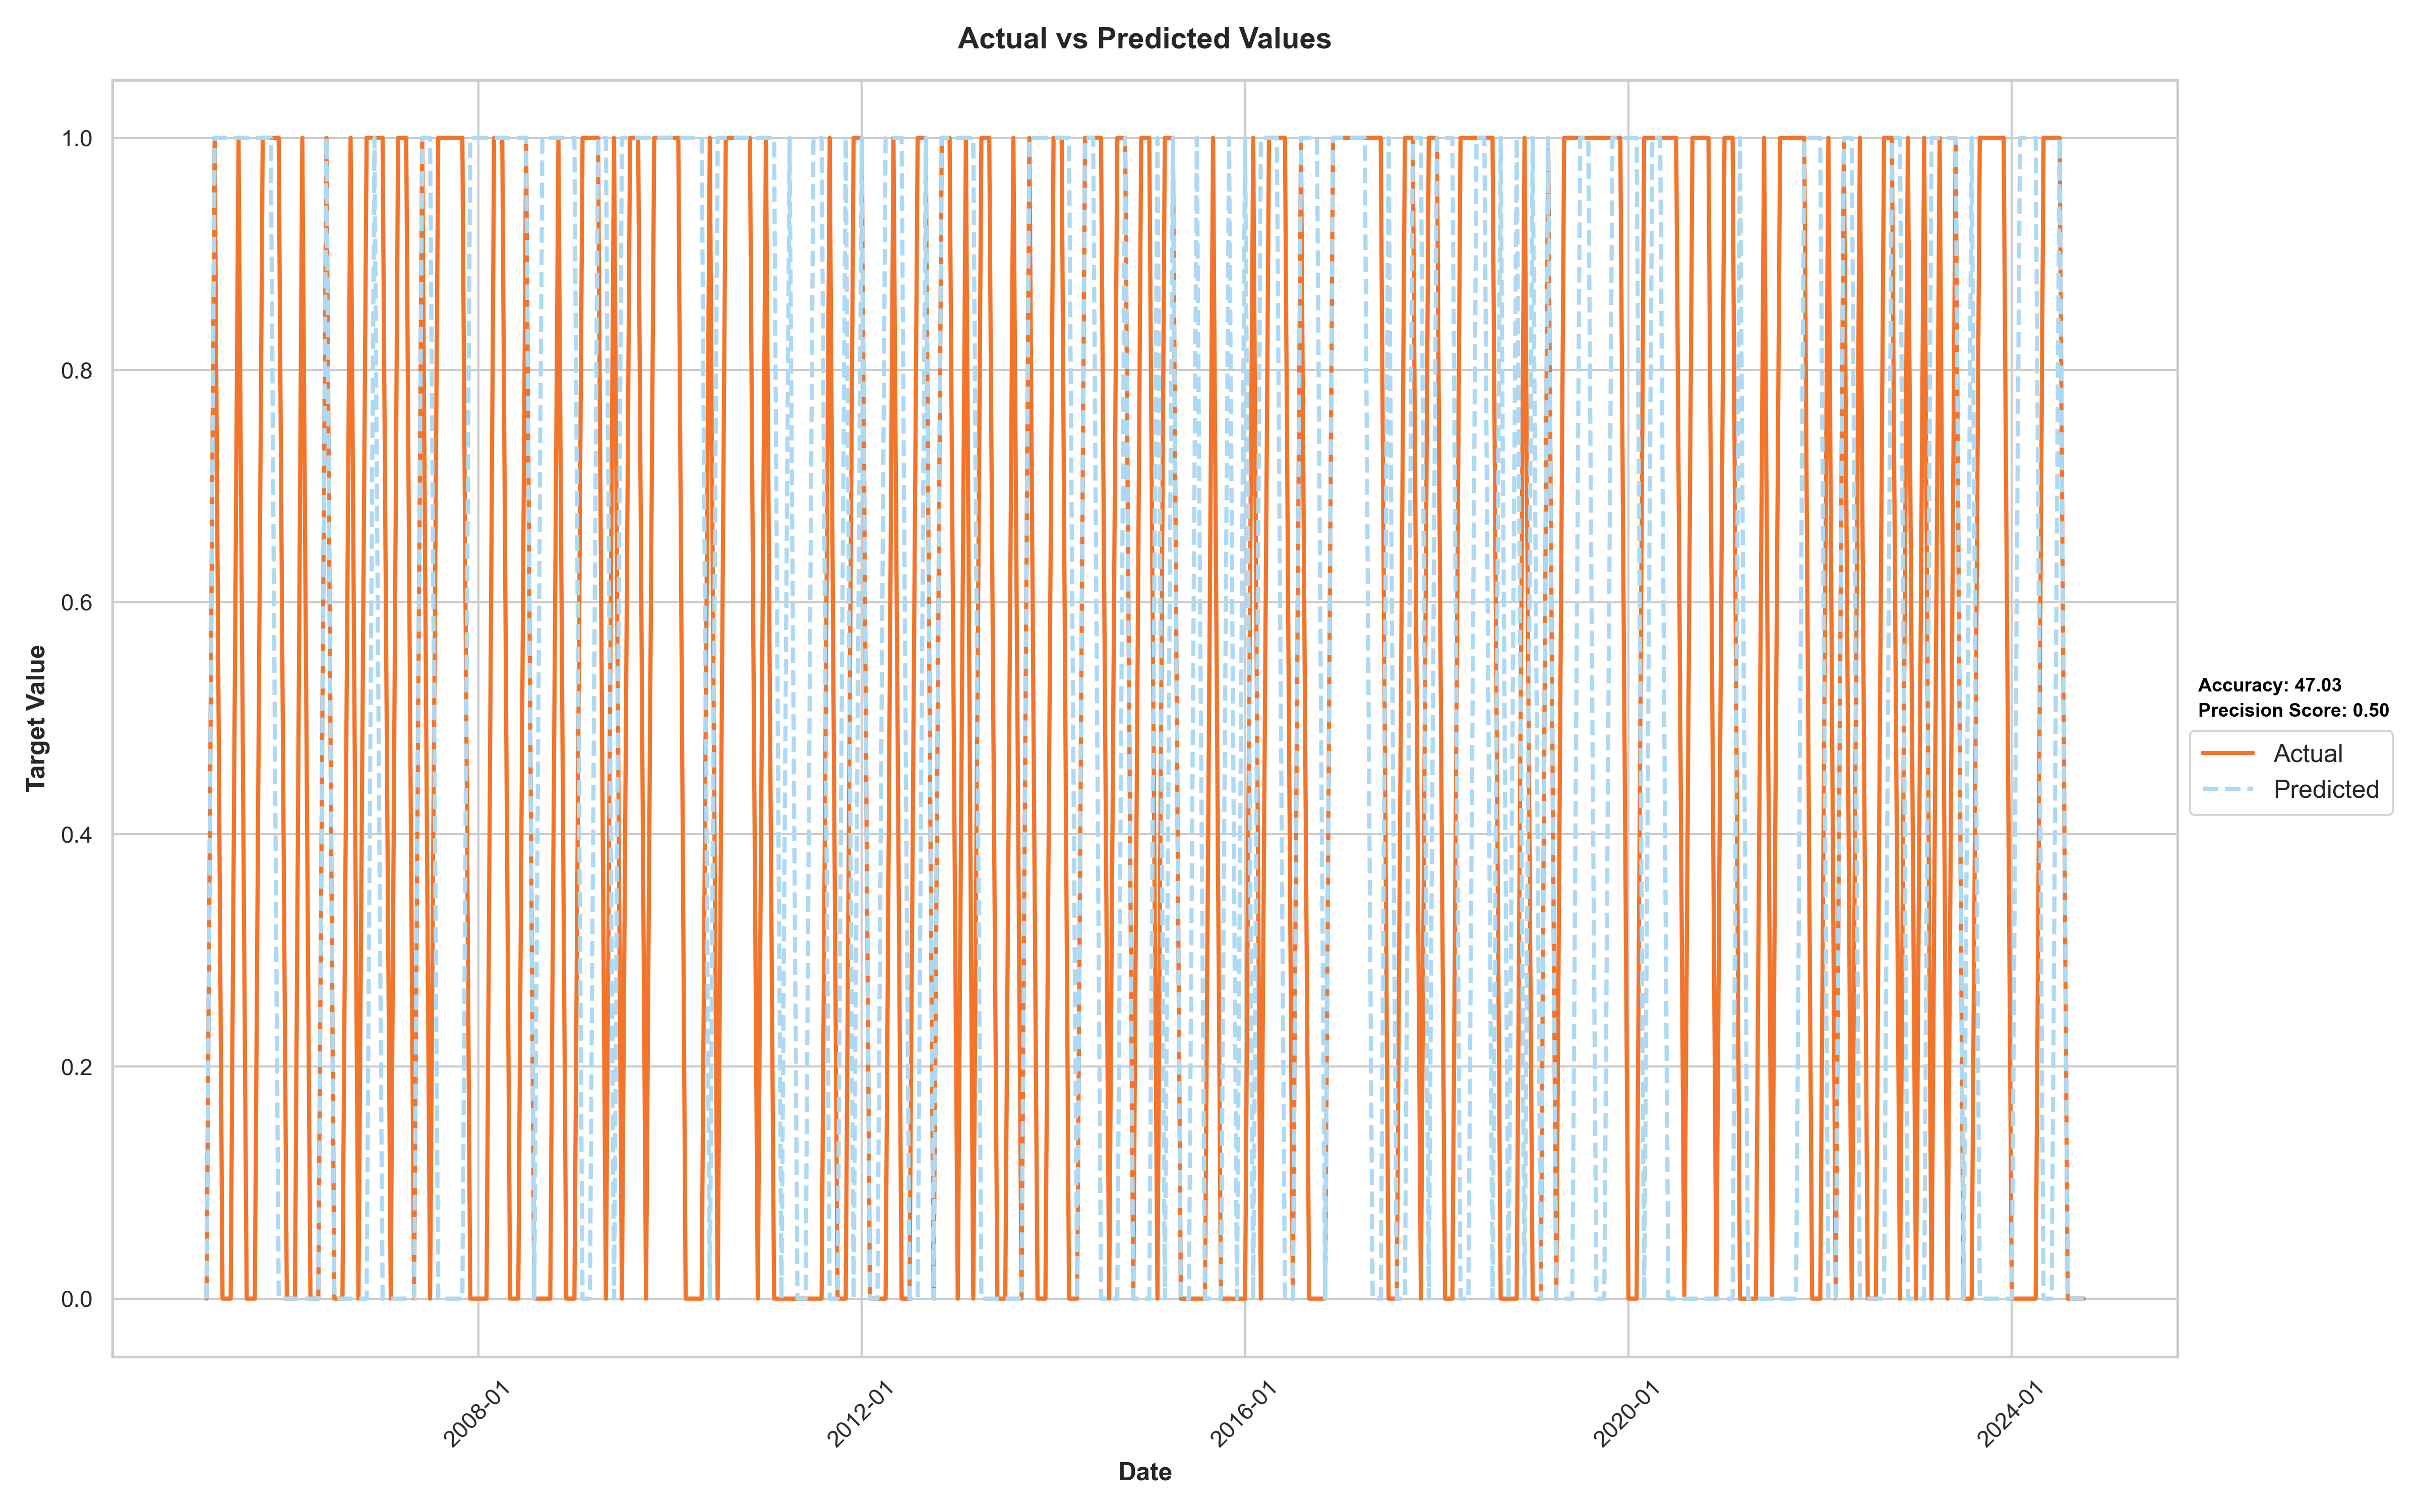 Actual vs Predicted Values
1.0
0.8
0.6
0.4
0.2
0.0
Target Value
2008-01
2012-01
2016-01
2020-01
2024-01
Date
Accuracy: 47.03
Precision Score: 0.50
Actual
Predicted